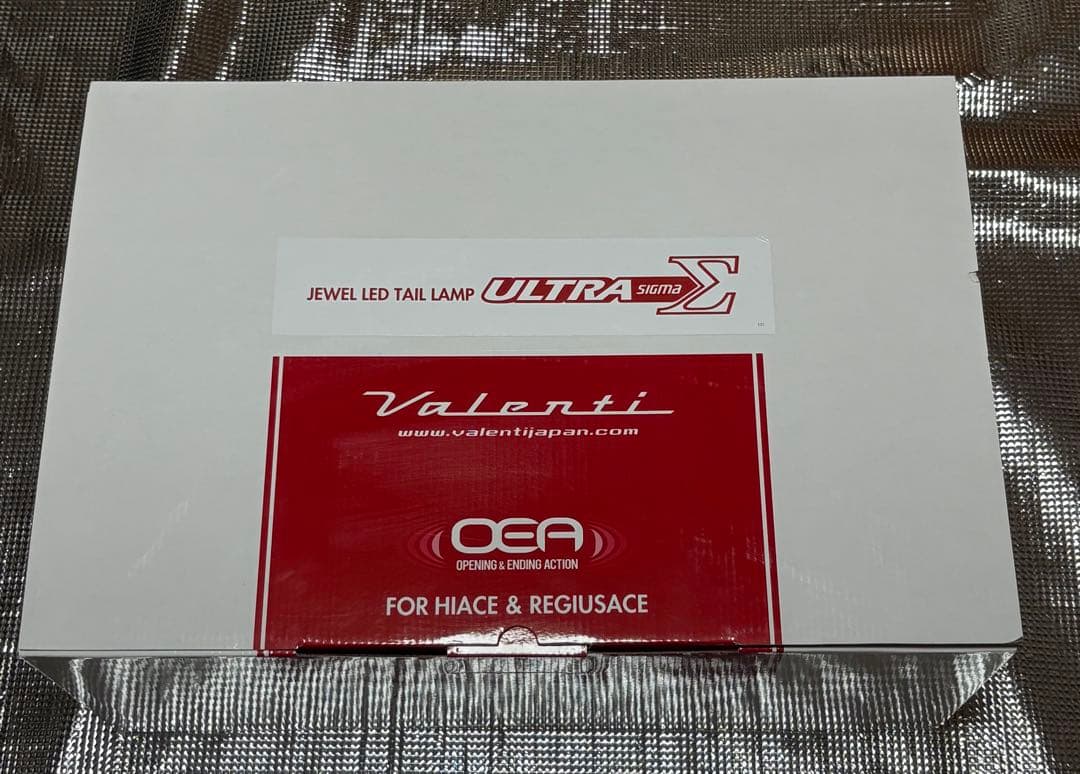 JEWEL LED TAIL LAMP ULTRA SIGMA Σ
Valenti
www.valentijapan.com
OEA
OPENING & ENDING ACTION
FOR HIACE & REGIUSACE